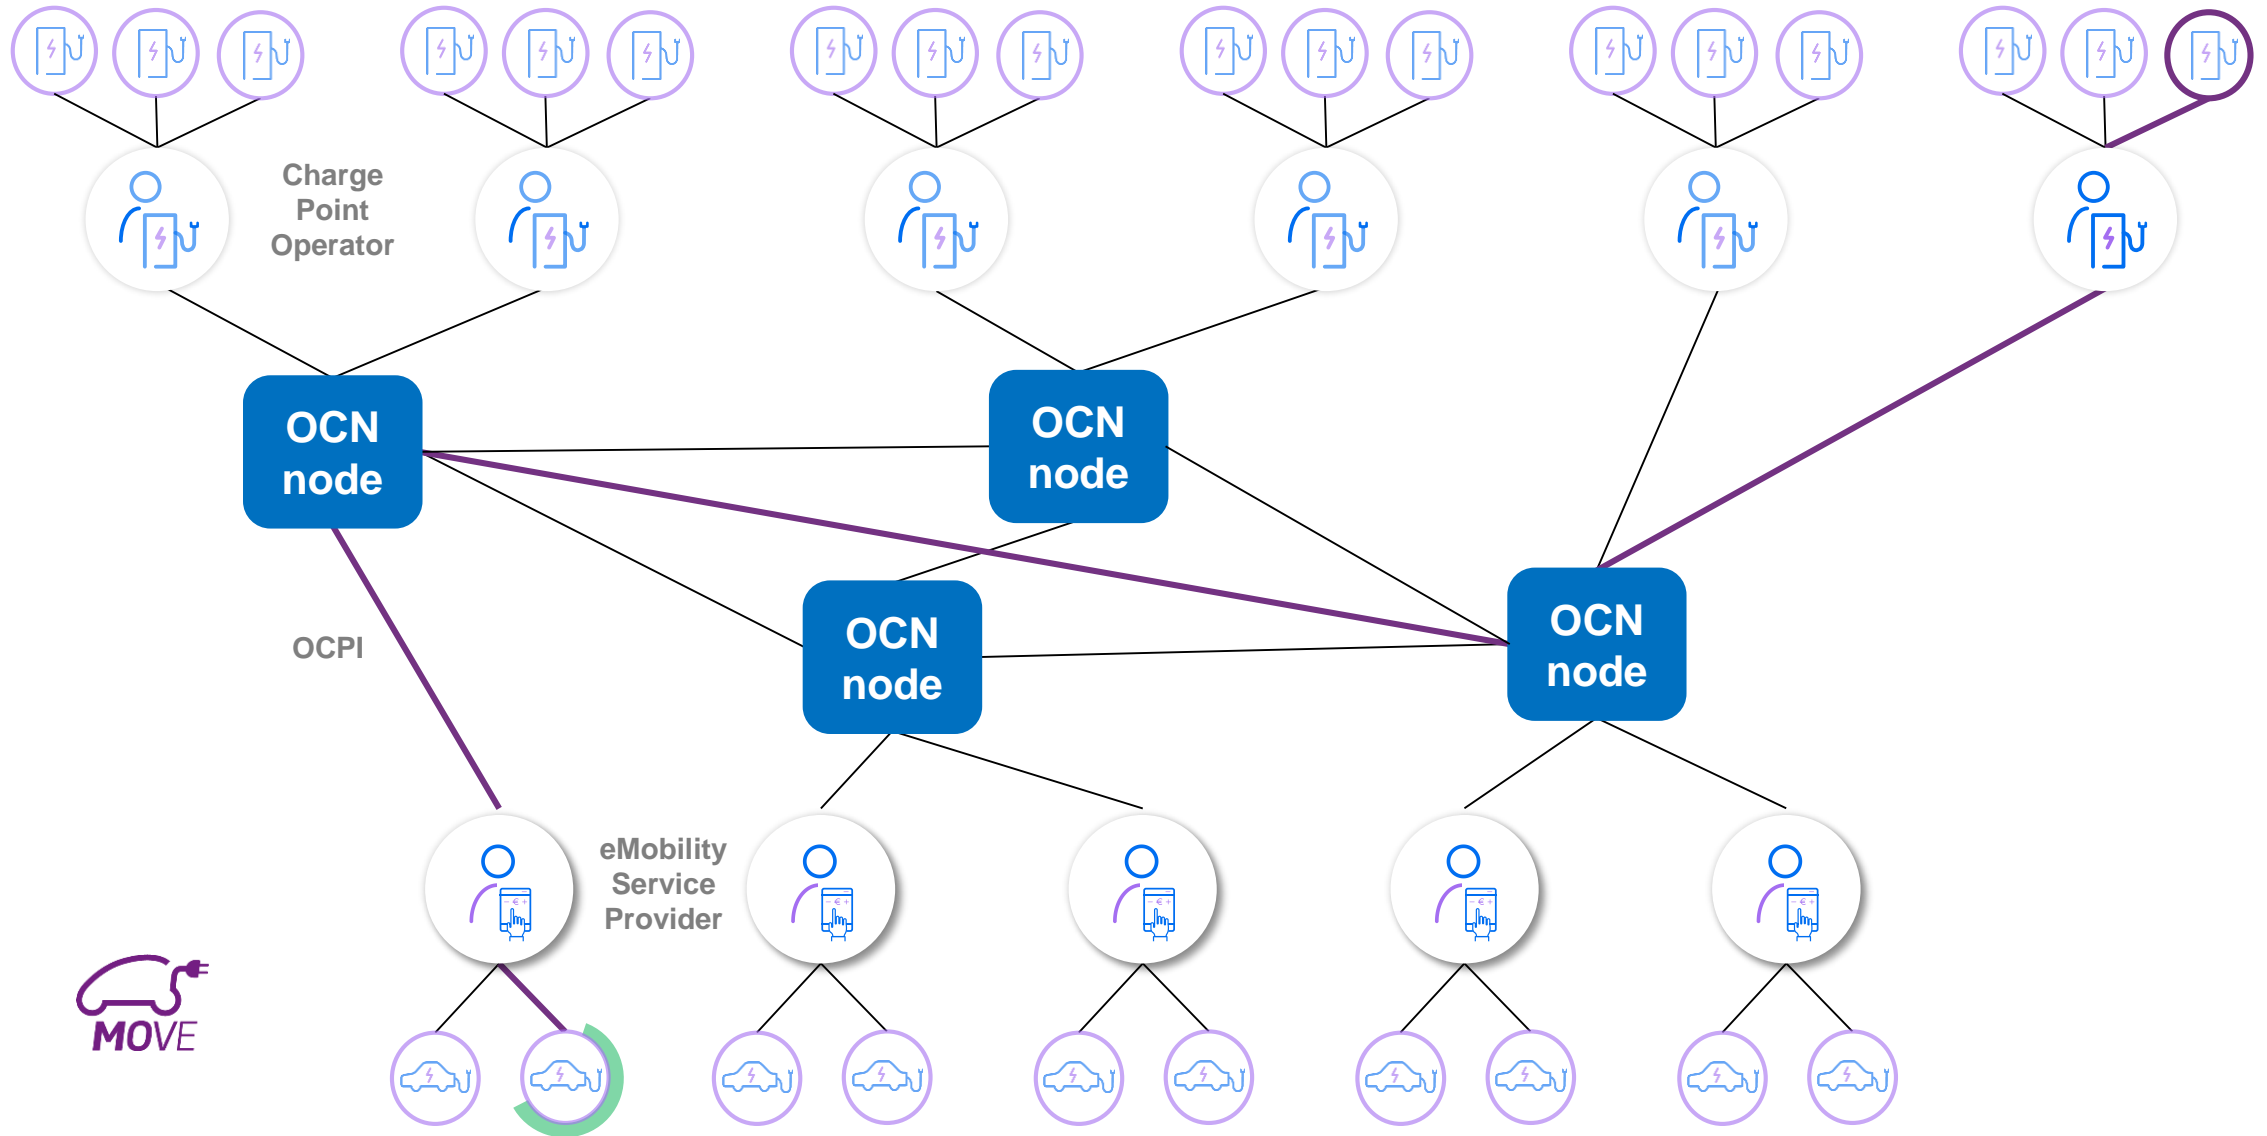 Charge
Point
Operator
OCN
node
OCN
node
OCN
node
OCN
node
OCPI
eMobility
Service
Provider
- € +
- € +
- € +
- € +
- € +
MOVE